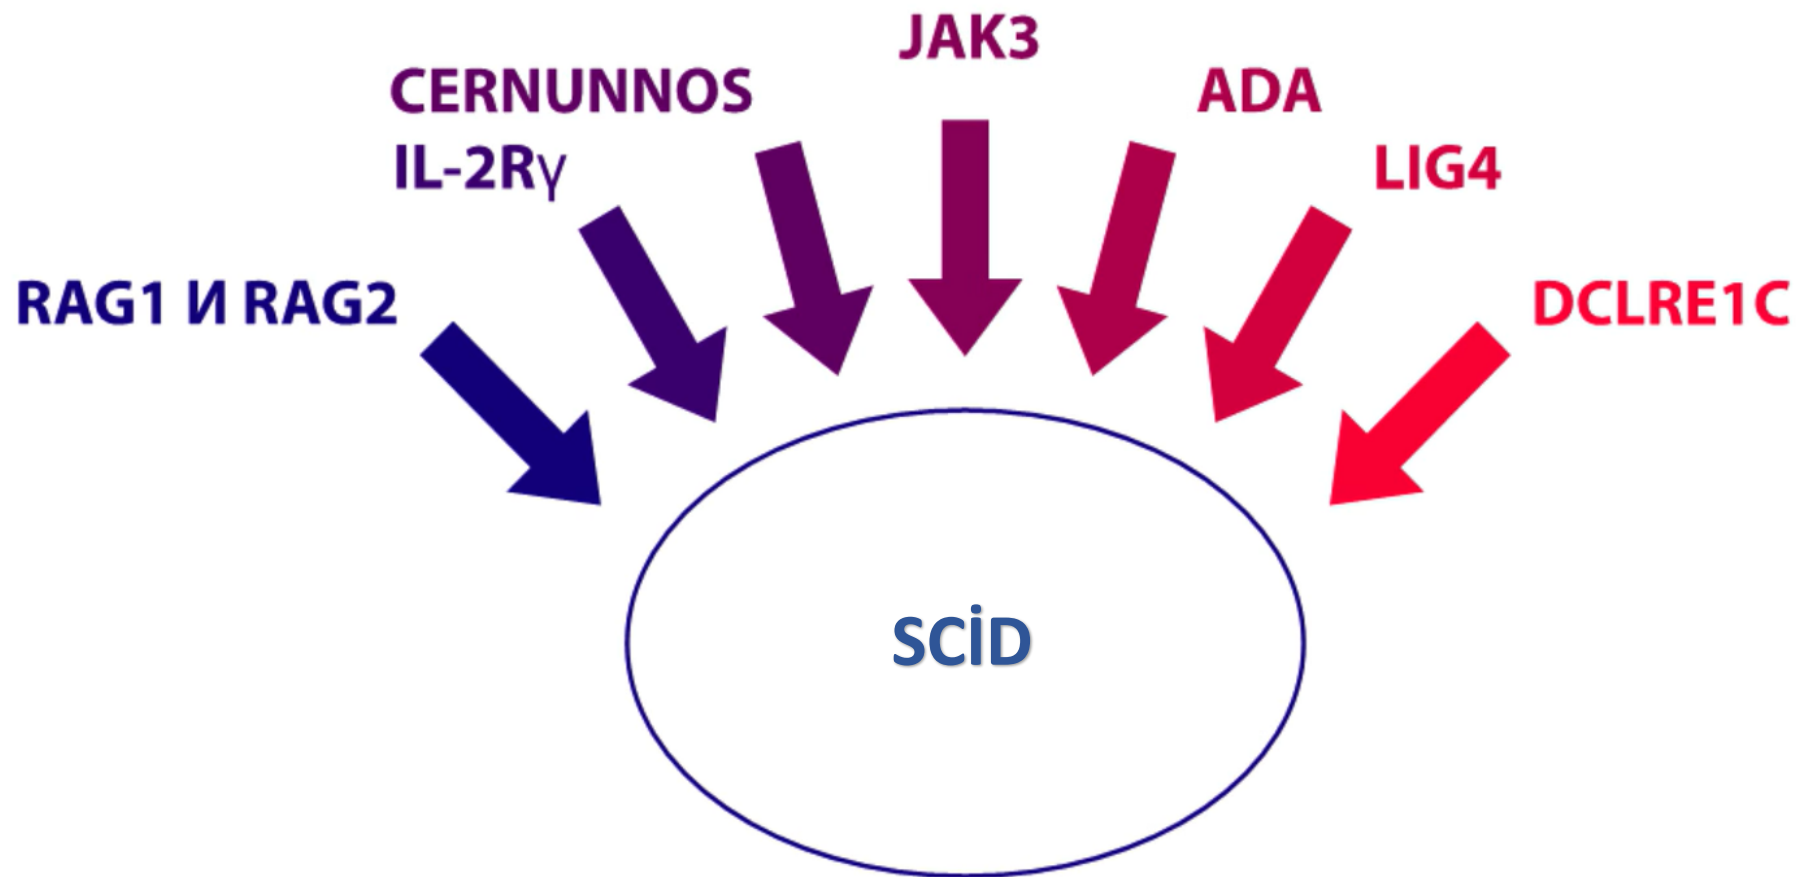 JAK3
CERNUNNOS
ADA
IL-2Rγ
LIG4
RAG1 И RAG2
DCLRE1C
SCİD